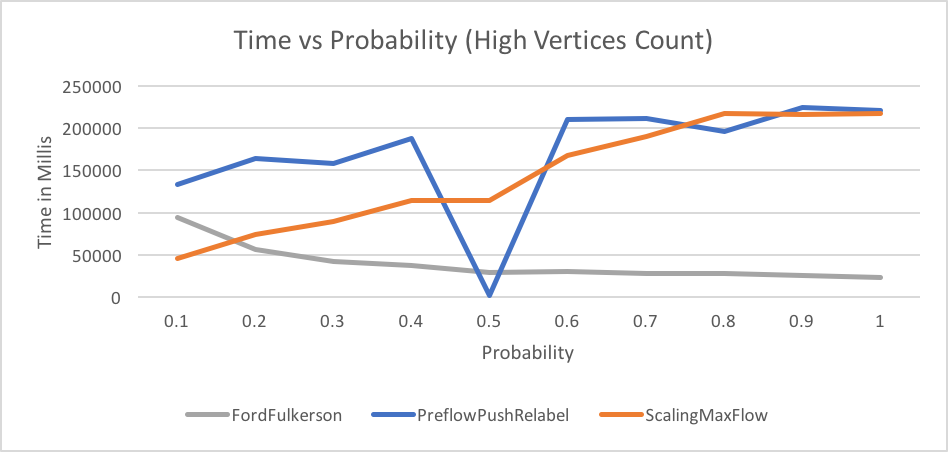 Time vs Probability (High Vertices Count)
250000
200000
150000
100000
50000
0
Time in Millis
0.1 0.2 0.3 0.4 0.5 0.6 0.7 0.8 0.9 1
Probability
FordFulkerson PreflowPushRelabel ScalingMaxFlow